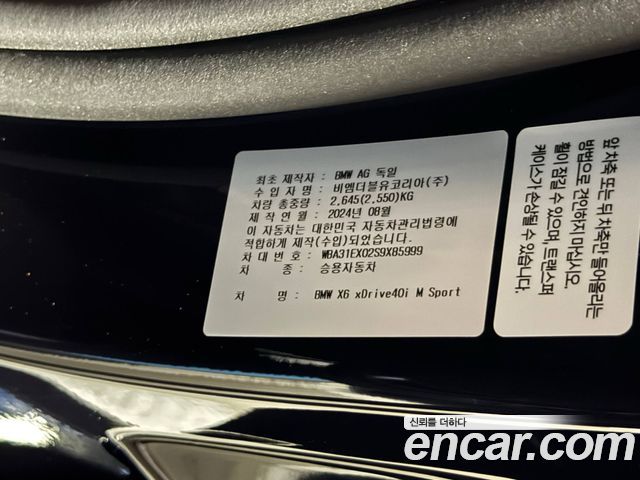 최초 제작자 : BMW AG 독일
수 입 자 명 : 비엠더블유코리아(주)
차량 총중량 : 2,645(2,550)KG
제 작 연 월 : 2024년 08월
이 자동차는 대한민국 자동차관리법령에
적합하게 제작(수입)되었습니다.
차 대 번 호 : WBA31EX02S9X85999
차 종 : 승용자동차
차 명 : BMW X6 xDrive40i M Sport
앞 차축 또는 뒤 차축만 들어올리는
방법으로 견인하지 마십시오.
휠이 잠길 수 있으며, 트랜스퍼
케이스가 손상될 수 있습니다.
신뢰를 더하다
encar.com